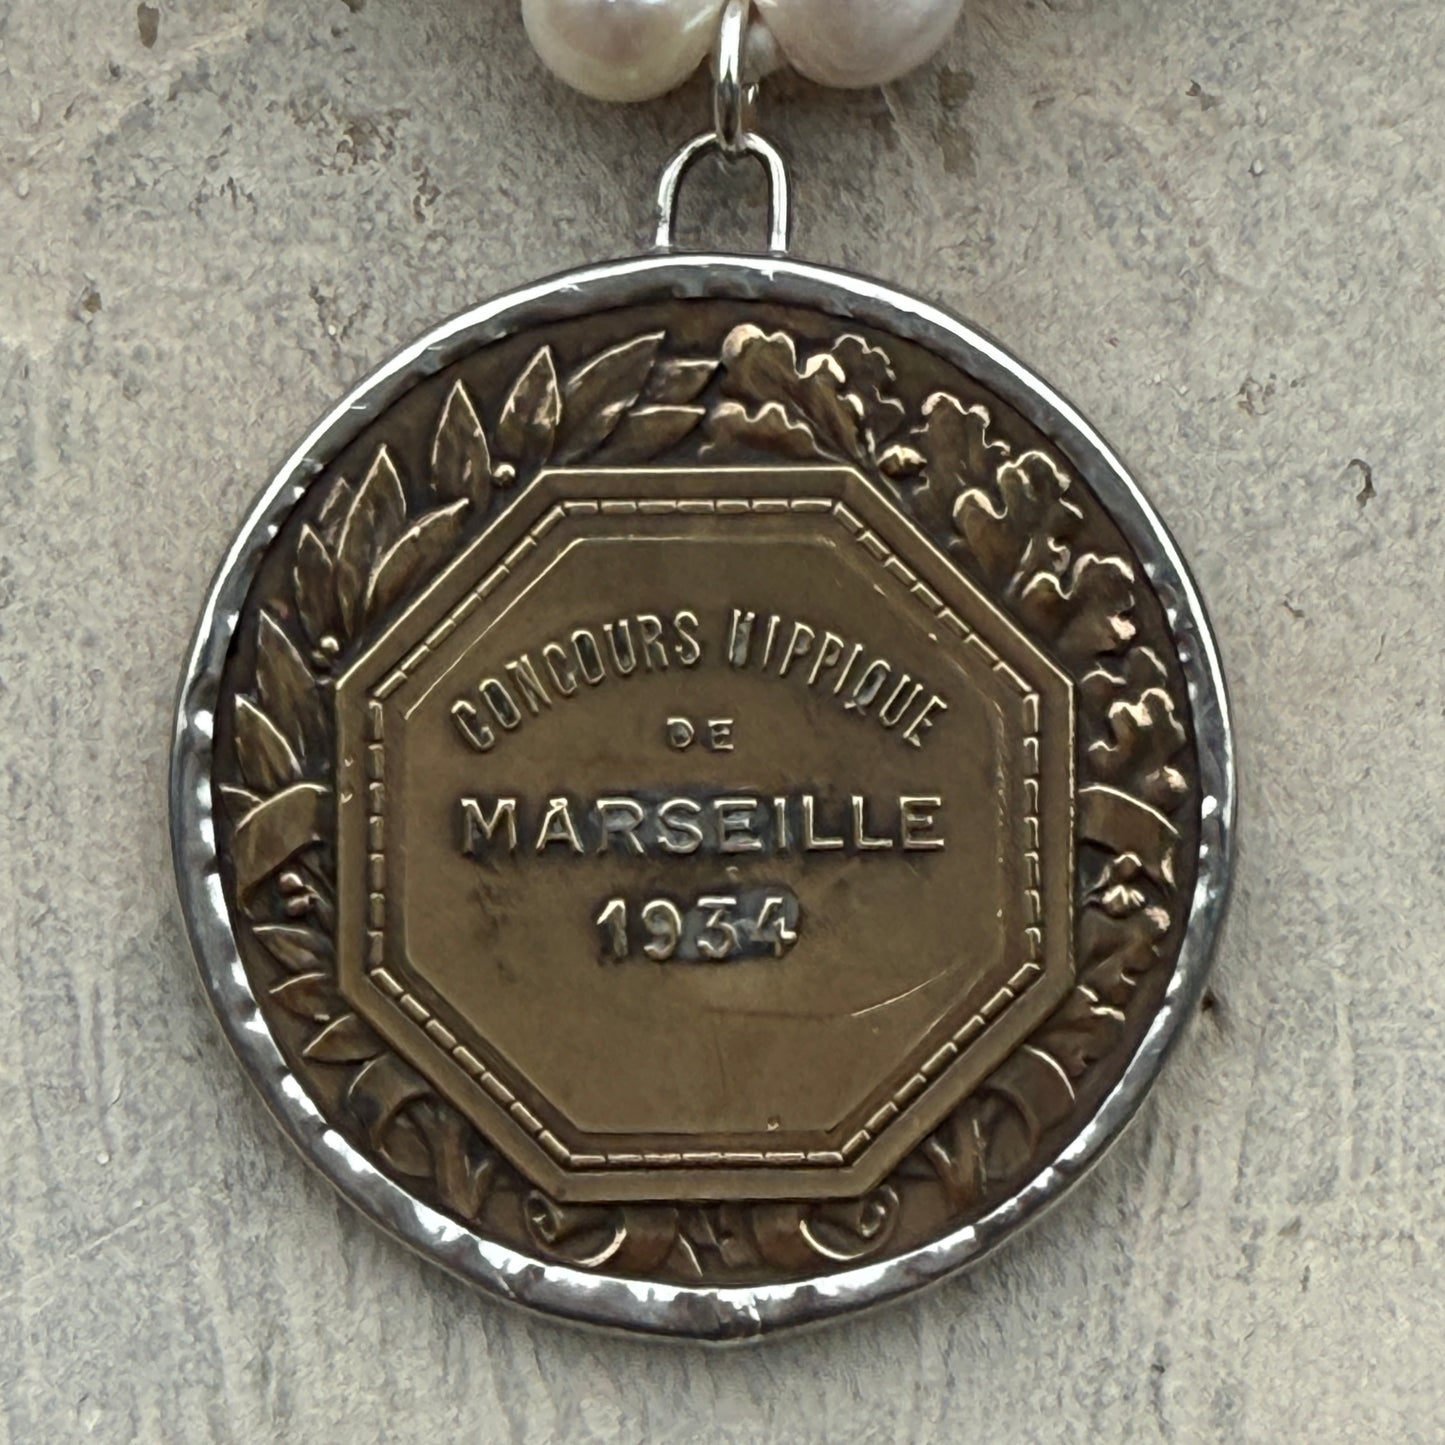 CONCOURS HIPPIQUE
DE
MARSEILLE
1934